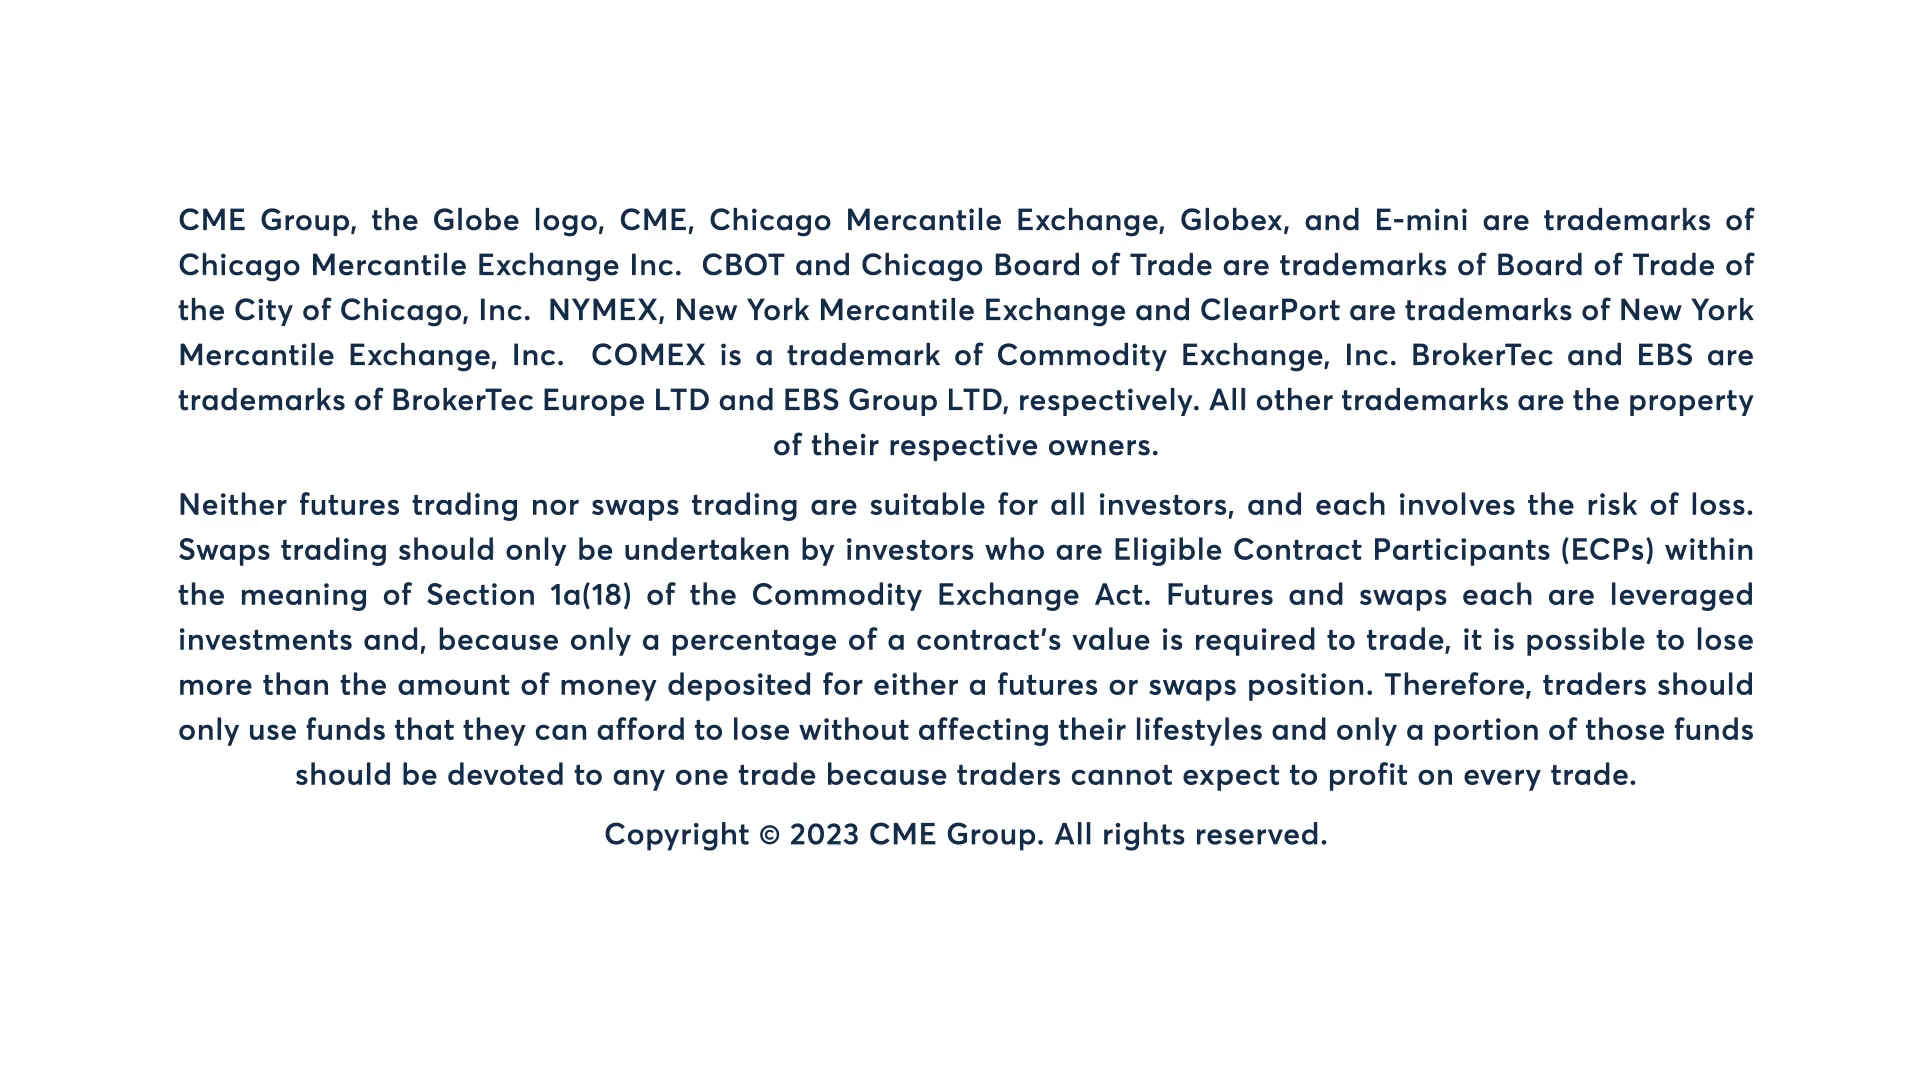 CME Group, the Globe logo, CME, Chicago Mercantile Exchange, Globex, and E-mini are trademarks of
Chicago Mercantile Exchange Inc.  CBOT and Chicago Board of Trade are trademarks of Board of Trade of
the City of Chicago, Inc.  NYMEX, New York Mercantile Exchange and ClearPort are trademarks of New York
Mercantile Exchange, Inc.  COMEX is a trademark of Commodity Exchange, Inc. BrokerTec and EBS are
trademarks of BrokerTec Europe LTD and EBS Group LTD, respectively. All other trademarks are the property
of their respective owners.
Neither futures trading nor swaps trading are suitable for all investors, and each involves the risk of loss.
Swaps trading should only be undertaken by investors who are Eligible Contract Participants (ECPs) within
the meaning of Section 1a(18) of the Commodity Exchange Act. Futures and swaps each are leveraged
investments and, because only a percentage of a contract's value is required to trade, it is possible to lose
more than the amount of money deposited for either a futures or swaps position. Therefore, traders should
only use funds that they can afford to lose without affecting their lifestyles and only a portion of those funds
should be devoted to any one trade because traders cannot expect to profit on every trade.
Copyright © 2023 CME Group. All rights reserved.